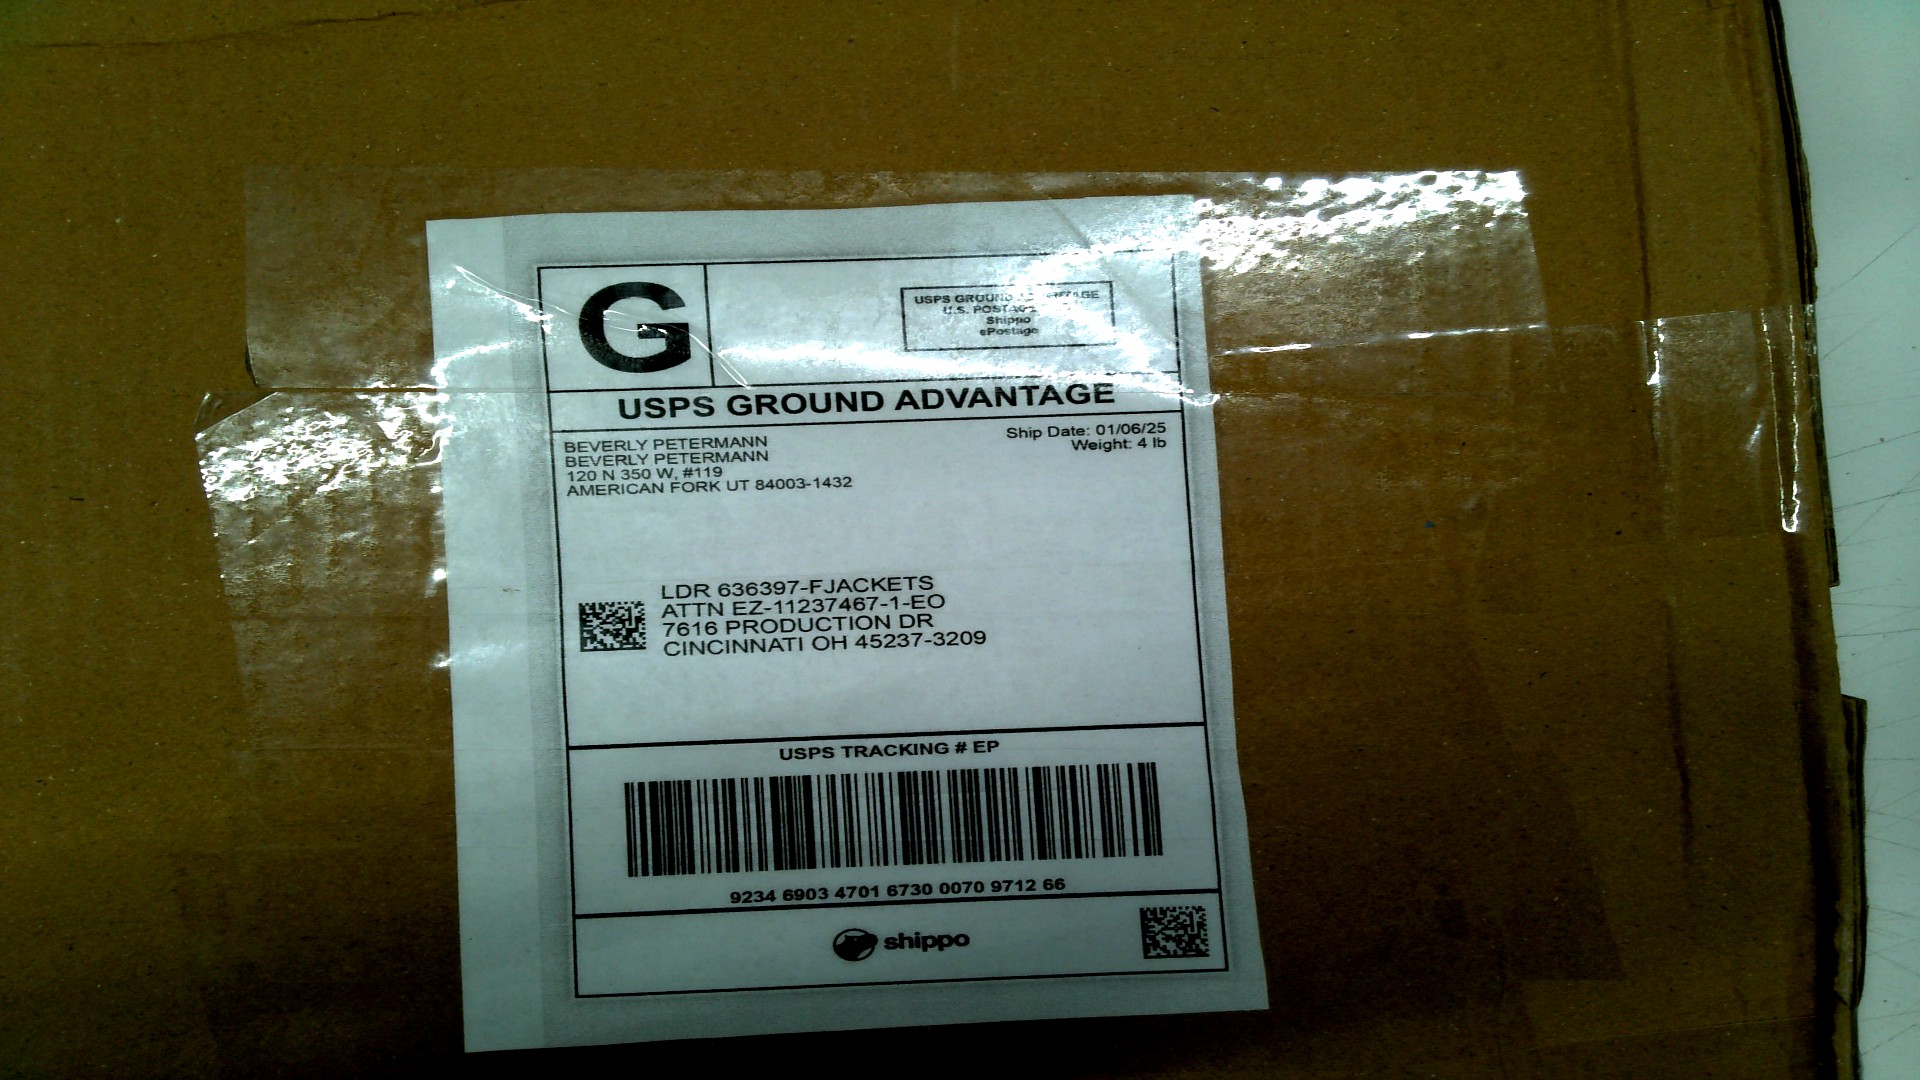 G
USPS GROUND ADVANTAGE
U.S. POSTAGE
Shippo
ePostage
USPS GROUND ADVANTAGE
BEVERLY PETERMANN
BEVERLY PETERMANN
120 N 350 W, #119
AMERICAN FORK UT 84003-1432
Ship Date: 01/06/25
Weight: 4 lb
LDR 636397-FJACKETS
ATTN EZ-11237467-1-EO
7616 PRODUCTION DR
CINCINNATI OH 45237-3209
USPS TRACKING # EP
9234 6903 4701 6730 0070 9712 66
shippo